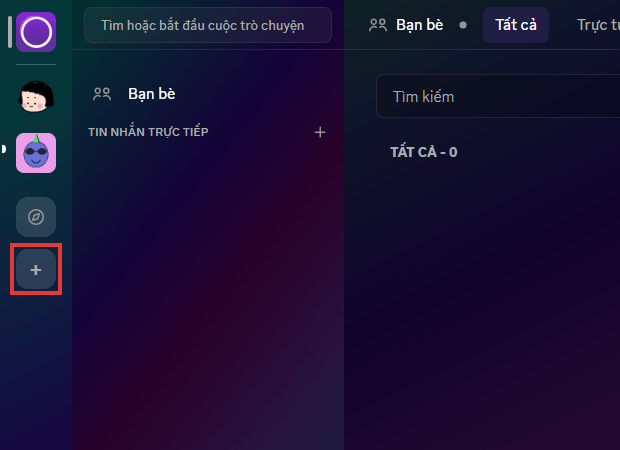 Tìm hoặc bắt đầu cuộc trò chuyện
Bạn bè
Tất cả
Trực
Bạn bè
Tìm kiếm
TIN NHẮN TRỰC TIẾP
TẤT CẢ - 0